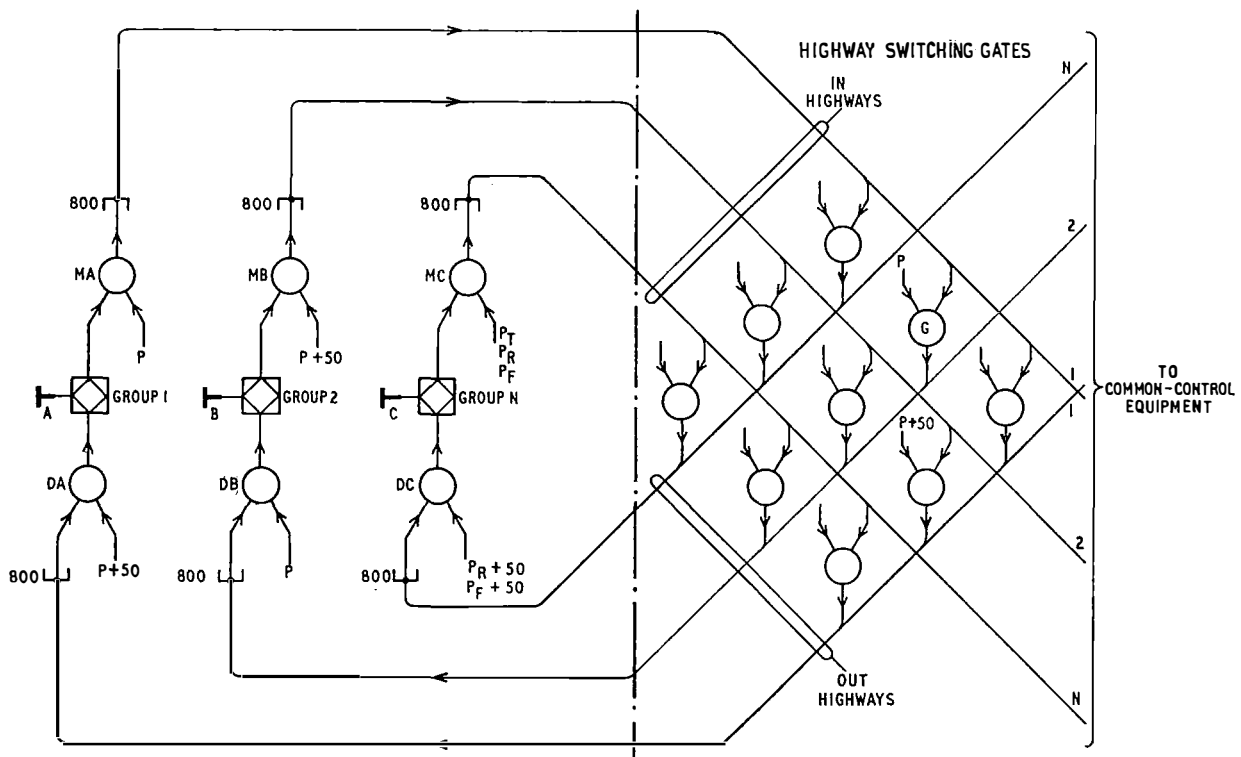 HIGHWAY SWITCHING GATES
IN
HIGHWAYS
N
2
800
800
800
MA
MB
MC
P
P+50
PT
PR
PF
P
G
A
GROUP 1
B
GROUP 2
C
GROUP N
1
1
TO
COMMON-CONTROL
EQUIPMENT
P+50
DA
DB
DC
P+50
P
PR+50
PF+50
800
800
800
2
OUT
HIGHWAYS
N